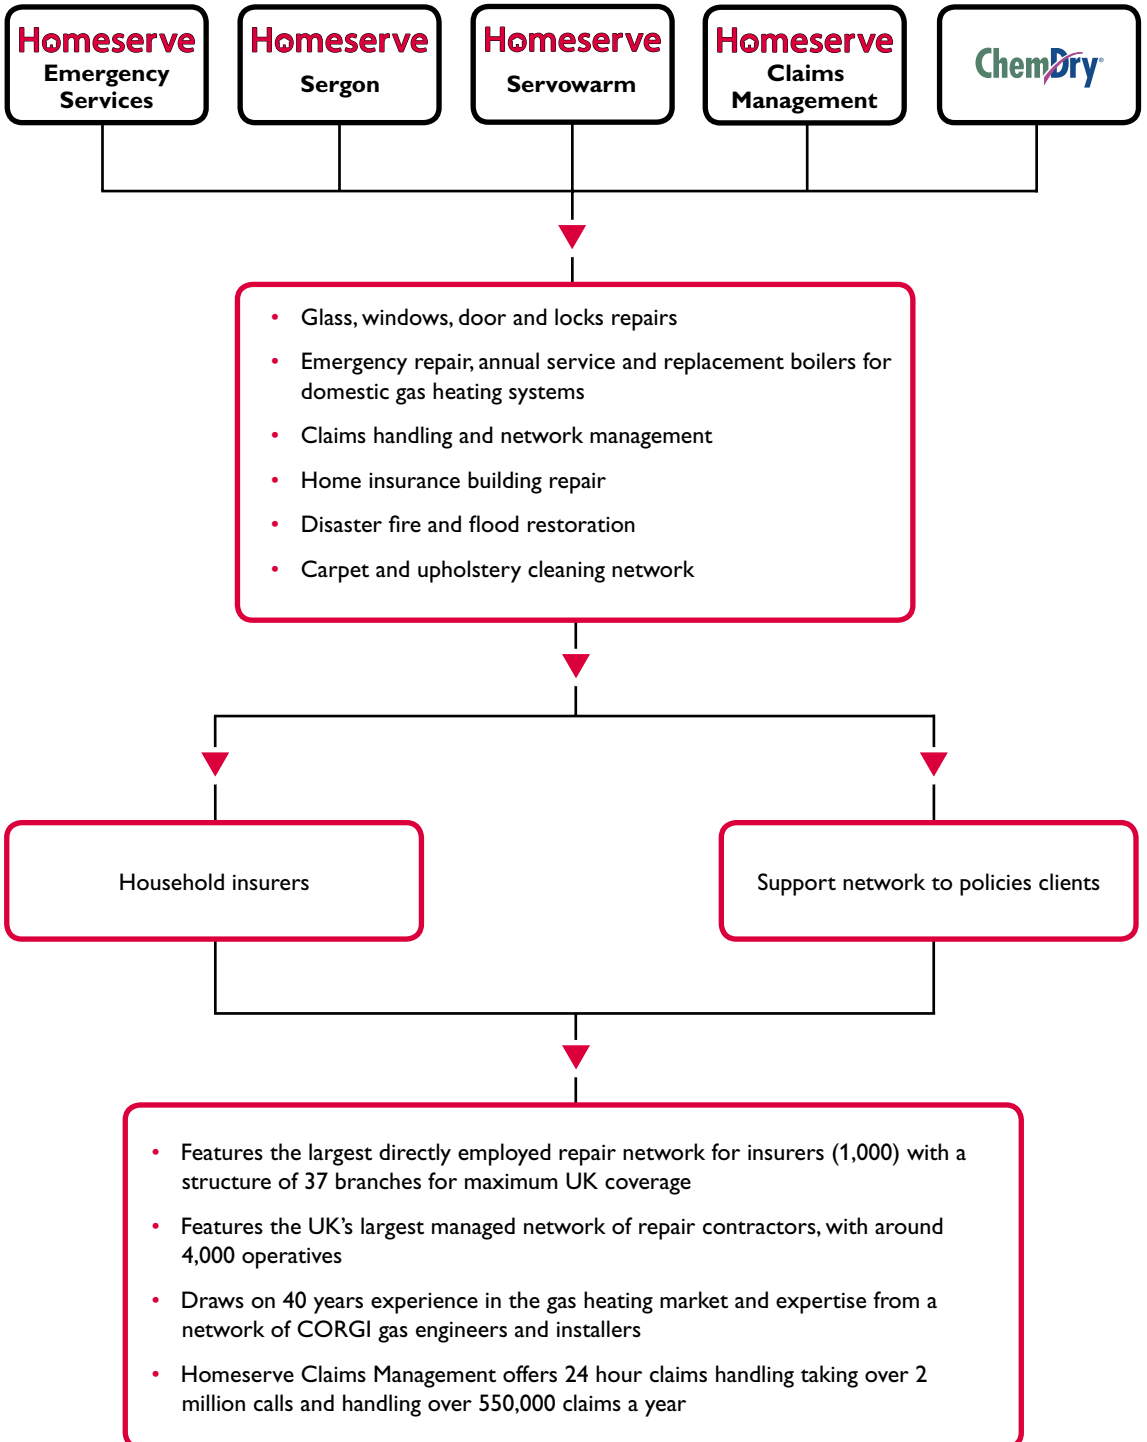 Homeserve
Emergency
Services
Homeserve
Sergon
Homeserve
Servowarm
Homeserve
Claims
Management
ChemDry®
• Glass, windows, door and locks repairs
• Emergency repair, annual service and replacement boilers for
domestic gas heating systems
• Claims handling and network management
• Home insurance building repair
• Disaster fire and flood restoration
• Carpet and upholstery cleaning network
Household insurers
Support network to policies clients
• Features the largest directly employed repair network for insurers (1,000) with a
structure of 37 branches for maximum UK coverage
• Features the UK’s largest managed network of repair contractors, with around
4,000 operatives
• Draws on 40 years experience in the gas heating market and expertise from a
network of CORGI gas engineers and installers
• Homeserve Claims Management offers 24 hour claims handling taking over 2
million calls and handling over 550,000 claims a year